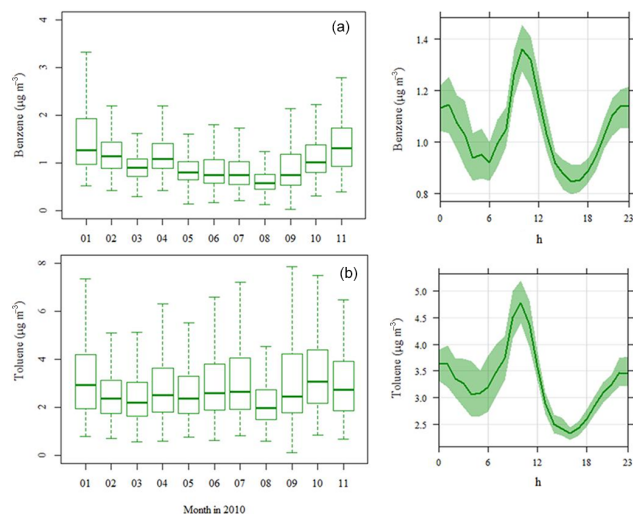 (a)
Benzene (µg m⁻³)
4
3
2
1
0
01 02 03 04 05 06 07 08 09 10 11
Benzene (µg m⁻³)
1.4
1.2
1.0
0.8
0 6 12 18 23
h
(b)
Toluene (µg m⁻³)
8
6
4
2
0
01 02 03 04 05 06 07 08 09 10 11
Month in 2010
Toluene (µg m⁻³)
5.0
4.5
4.0
3.5
3.0
2.5
0 6 12 18 23
h